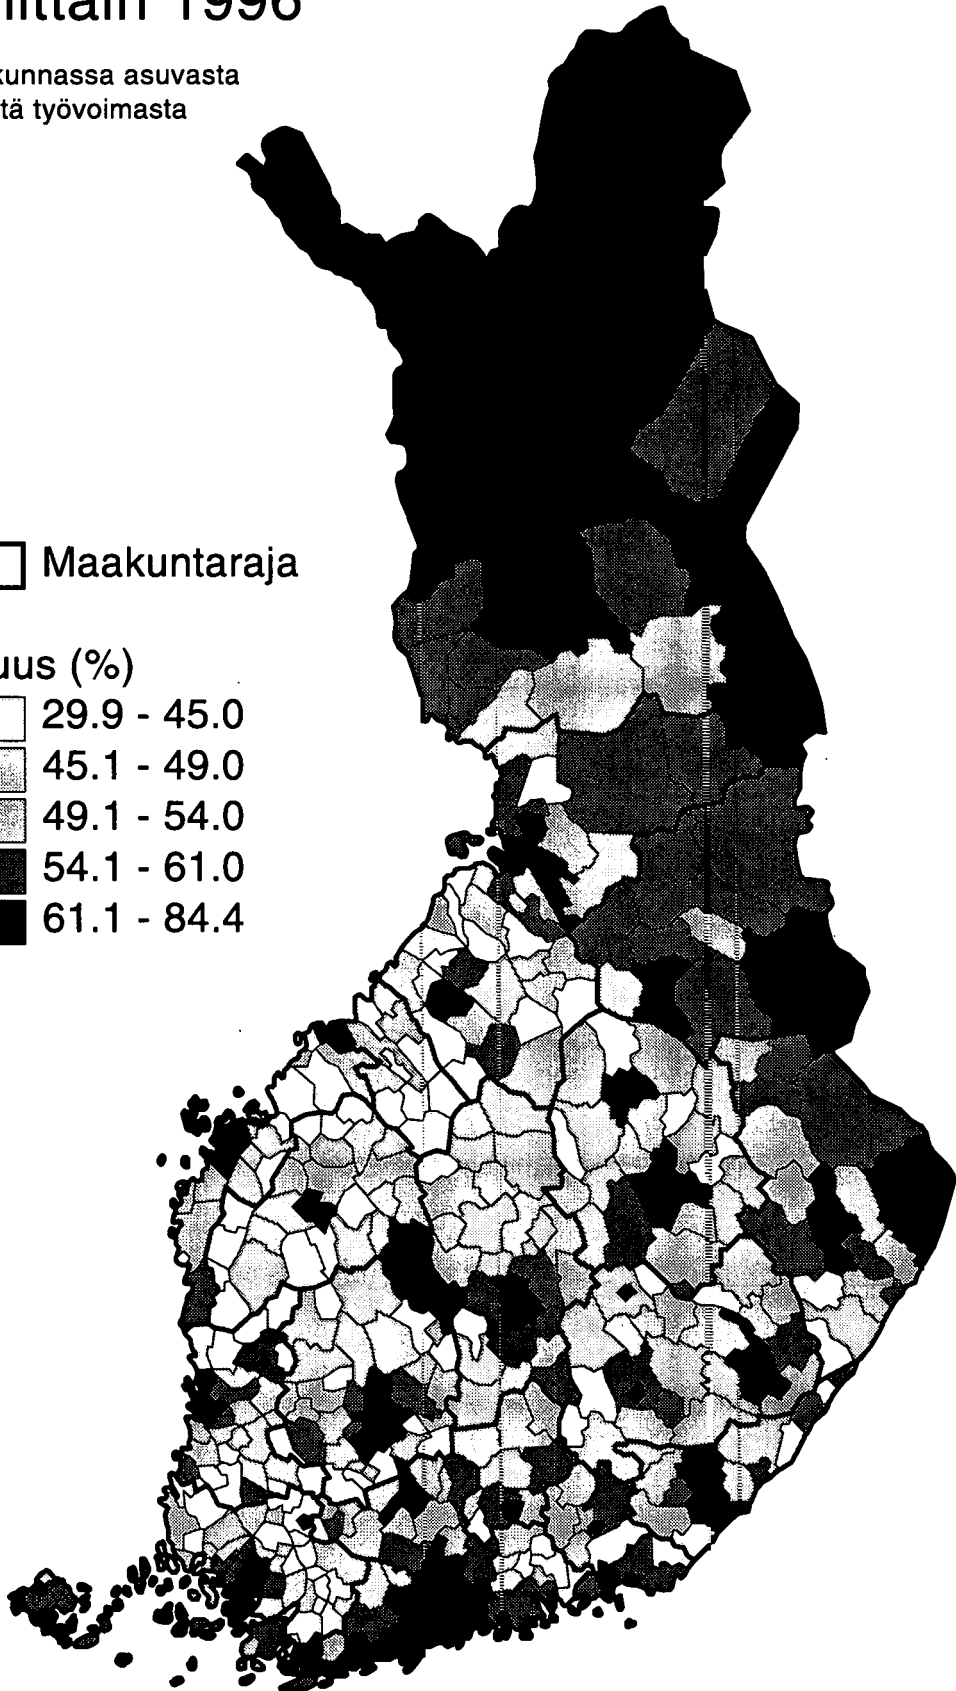 ittäin 1996
kunnassa asuvasta
tä työvoimasta
Maakuntaraja
uus (%)
29.9 - 45.0
45.1 - 49.0
49.1 - 54.0
54.1 - 61.0
61.1 - 84.4